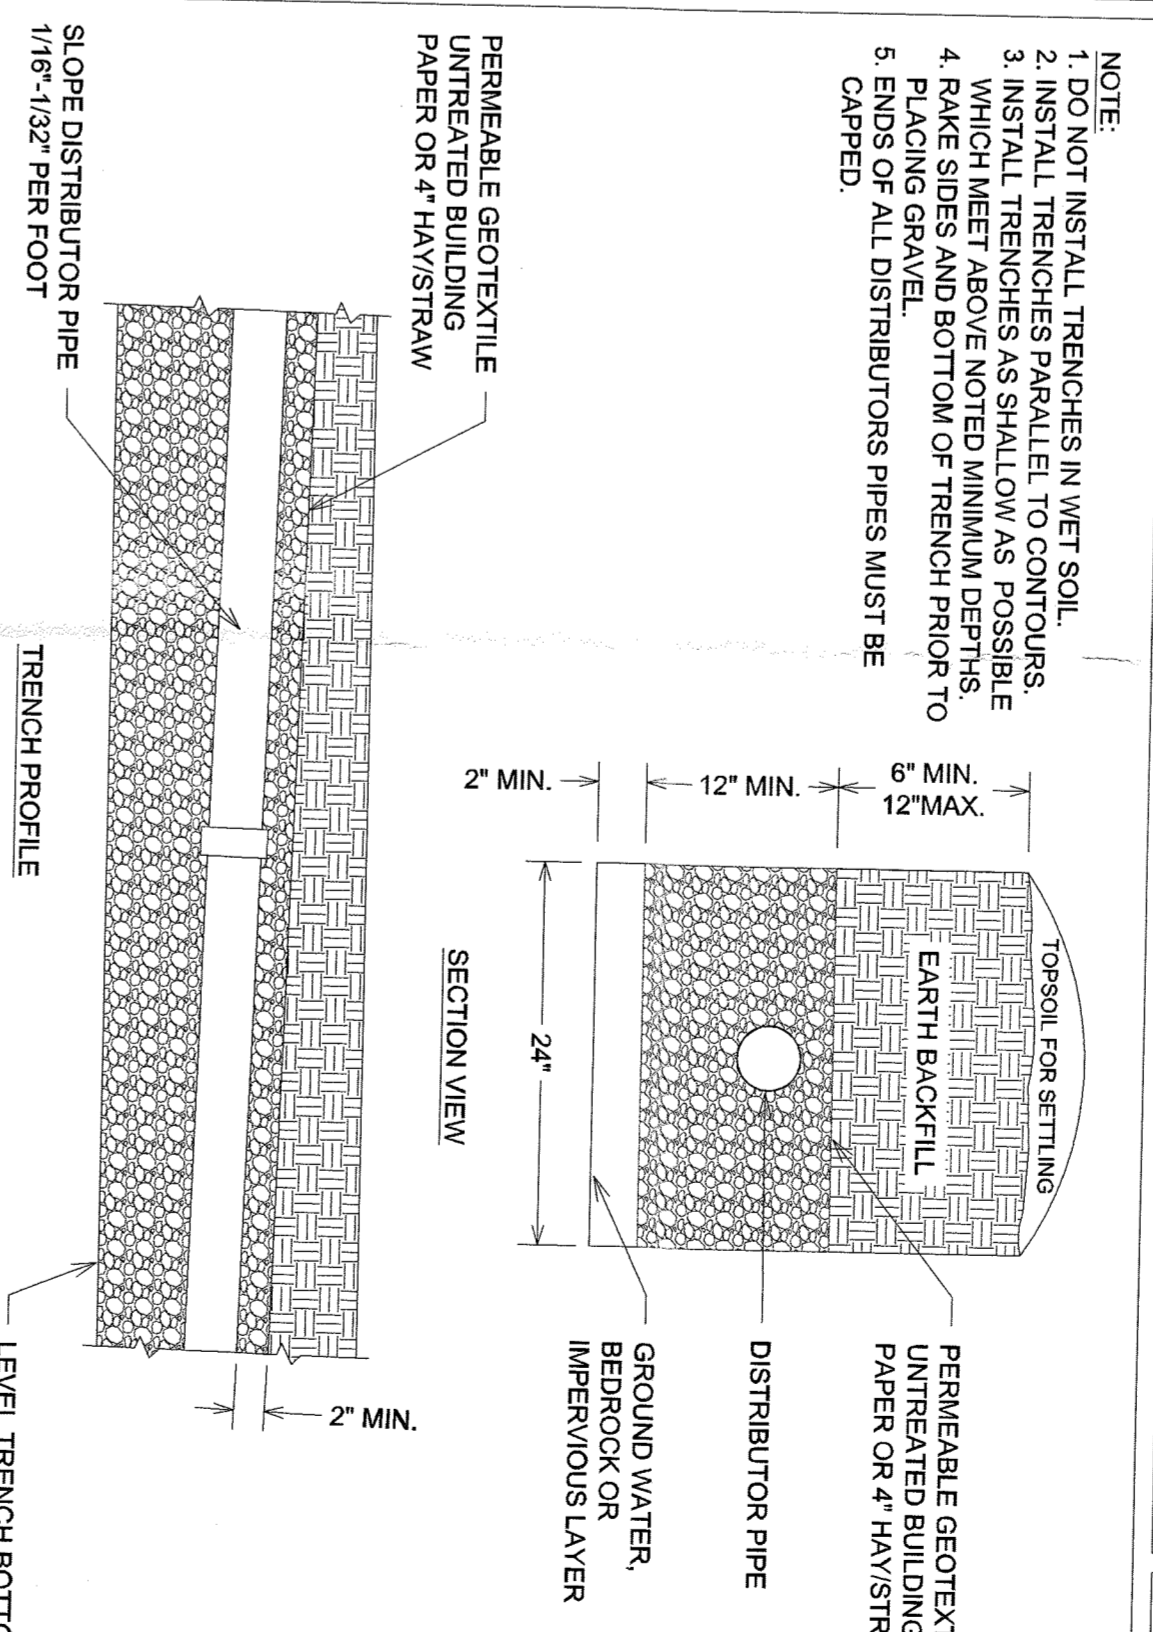 NOTE:
1. DO NOT INSTALL TRENCHES IN WET SOIL.
2. INSTALL TRENCHES PARALLEL TO CONTOURS.
3. INSTALL TRENCHES AS SHALLOW AS POSSIBLE
WHICH MEET ABOVE NOTED MINIMUM DEPTHS.
4. RAKE SIDES AND BOTTOM OF TRENCH PRIOR TO
PLACING GRAVEL.
5. ENDS OF ALL DISTRIBUTORS PIPES MUST BE
CAPPED.
6" MIN.
12"MAX.
12" MIN.
2" MIN.
TOPSOIL FOR SETTLING
EARTH BACKFILL
24"
SECTION VIEW
PERMEABLE GEOTEXT
UNTREATED BUILDING
PAPER OR 4" HAY/STR
DISTRIBUTOR PIPE
GROUND WATER,
BEDROCK OR
IMPERVIOUS LAYER
PERMEABLE GEOTEXTILE
UNTREATED BUILDING
PAPER OR 4" HAY/STRAW
2" MIN.
SLOPE DISTRIBUTOR PIPE
1/16"-1/32" PER FOOT
TRENCH PROFILE
LEVEL TRENCH BOTTO